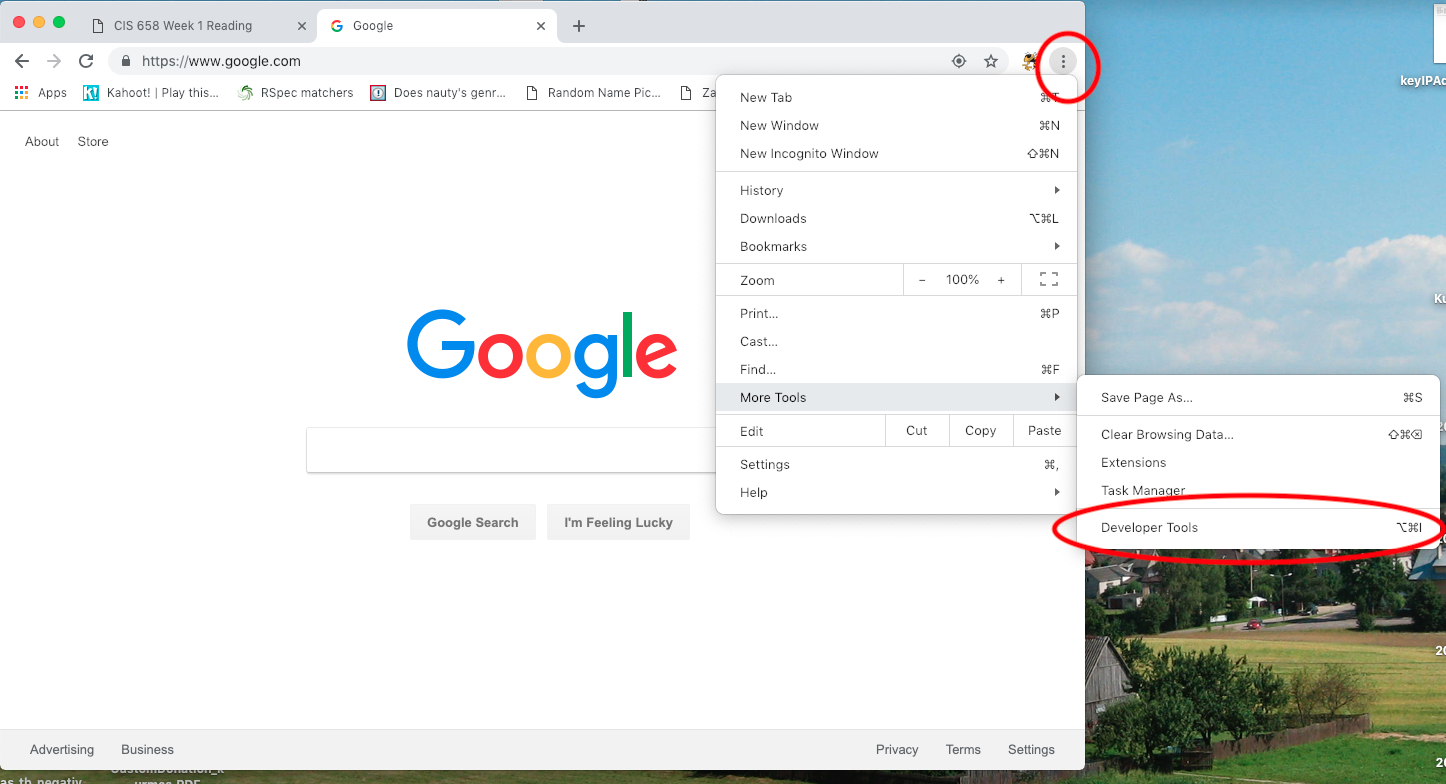 CIS 658 Week 1 Reading
Google
https://www.google.com
Apps
Kahoot! | Play this...
RSpec matchers
Does nauty's genr...
Random Name Pic...
Za
keyIPAd
About
Store
New Tab ⌘T
New Window ⌘N
New Incognito Window ⇧⌘N
History
Downloads ⌥⌘L
Bookmarks
Zoom - 100% +
Ku
Print... ⌘P
Cast...
Find... ⌘F
More Tools
Edit Cut Copy Paste
Settings ⌘,
Help
Save Page As... ⌘S
Clear Browsing Data... ⇧⌘⌫
Extensions
Task Manager
Developer Tools ⌥⌘I
Google
Google Search
I'm Feeling Lucky
20
20
Advertising
Business
Privacy
Terms
Settings